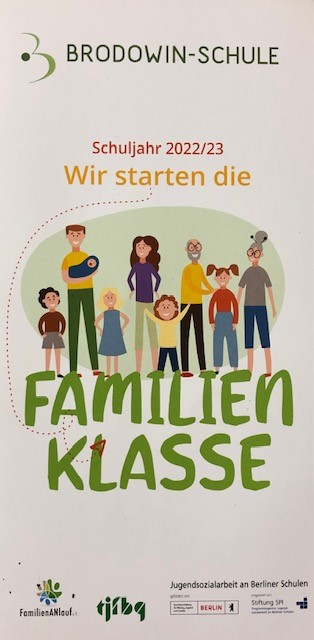 BRODOWIN-SCHULE
Schuljahr 2022/23
Wir starten die
FAMILIEN
KLASSE
Jugendsozialarbeit an Berliner Schulen
FamilienANlauf e.V.
tjfbg
BERLIN
Stiftung SPI